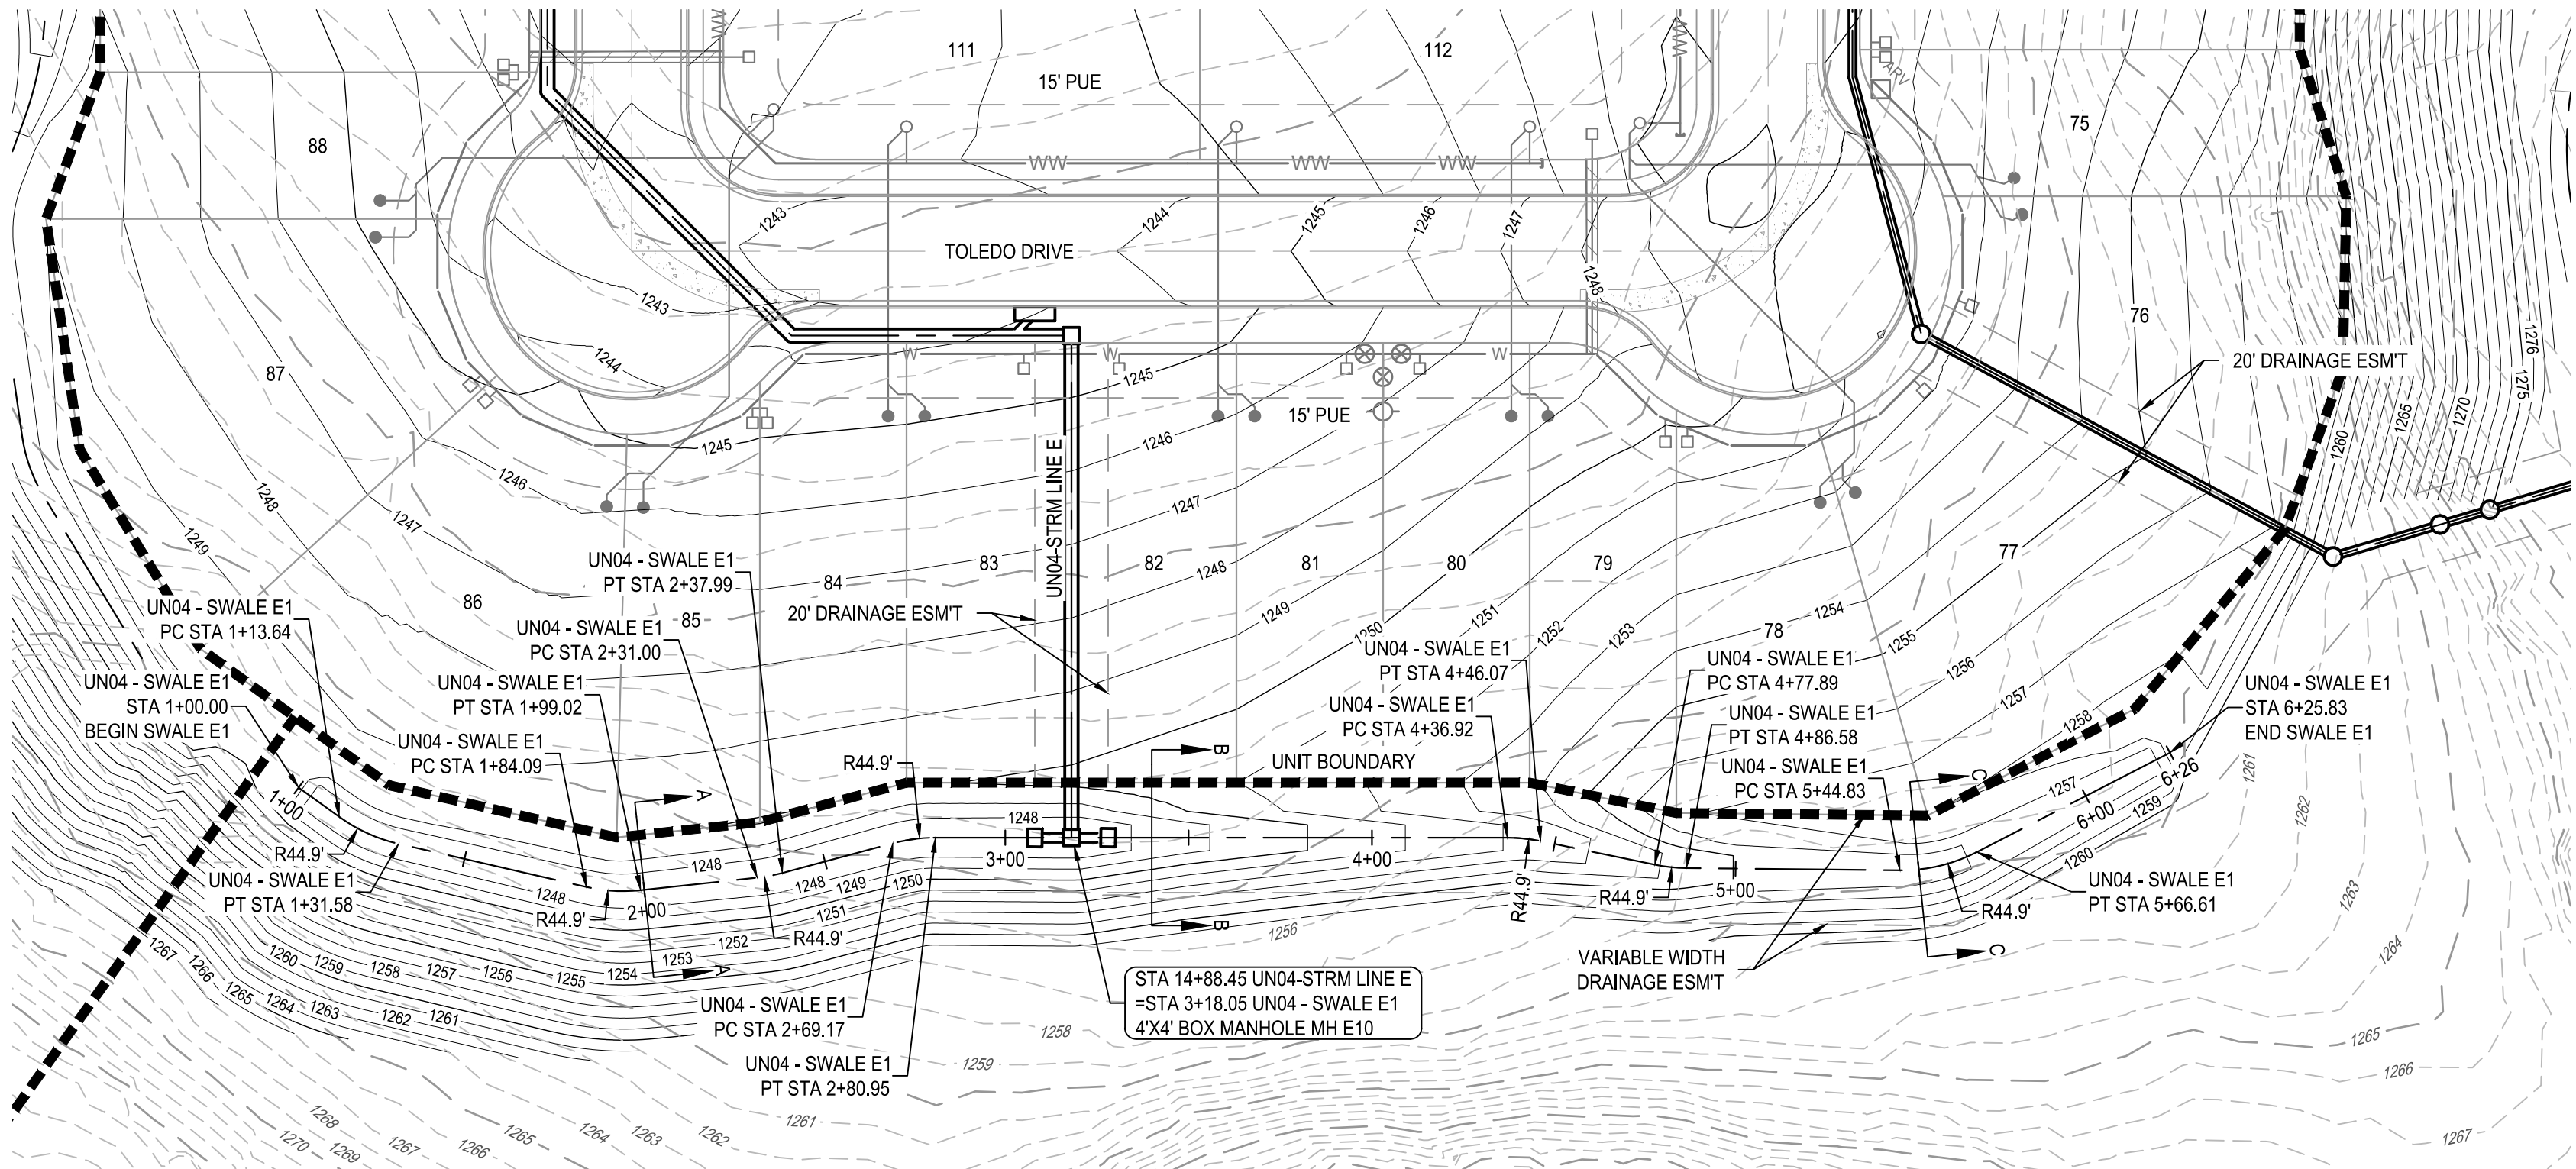 111
112
15' PUE
ARV
75
88
1243
1244
1245
1246
1247
TOLEDO DRIVE
1248
1243
76
1276
1244
20' DRAINAGE ESM'T
87
W
W
W
1245
1275
15' PUE
1265
1270
1260
1245
1246
UN04-STRM LINE E
1246
1248
1247
1247
1249
1248
83
82
81
80
79
77
UN04 - SWALE E1
PT STA 2+37.99
84
86
85
20' DRAINAGE ESM'T
1249
1250
1251
1252
1253
1254
78
1255
1256
1257
1258
UN04 - SWALE E1
PC STA 1+13.64
UN04 - SWALE E1
PC STA 2+31.00
UN04 - SWALE E1
PT STA 4+46.07
UN04 - SWALE E1
PC STA 4+77.89
UN04 - SWALE E1
STA 1+00.00
BEGIN SWALE E1
UN04 - SWALE E1
PT STA 1+99.02
UN04 - SWALE E1
PC STA 4+36.92
UN04 - SWALE E1
PT STA 4+86.58
UN04 - SWALE E1
STA 6+25.83
END SWALE E1
UN04 - SWALE E1
PC STA 1+84.09
R44.9'
B
UNIT BOUNDARY
UN04 - SWALE E1
PC STA 5+44.83
C
1257
6+26
1261
1262
1+00
A
1248
6+00
1259
R44.9'
1248
3+00
4+00
1260
UN04 - SWALE E1
PT STA 1+31.58
1248
1248
1249
1250
R44.9'
2+00
1251
R44.9'
R44.9'
R44.9'
5+00
UN04 - SWALE E1
PT STA 5+66.61
R44.9'
1263
1264
B
1256
C
1267
1266
1265
1264
1263
1262
1261
1260
1259
1258
1257
1256
1255
1254
1253
1252
A
VARIABLE WIDTH
DRAINAGE ESM'T
STA 14+88.45 UN04-STRM LINE E
=STA 3+18.05 UN04 - SWALE E1
4'X4' BOX MANHOLE MH E10
UN04 - SWALE E1
PC STA 2+69.17
1258
1259
UN04 - SWALE E1
PT STA 2+80.95
1265
1266
1268
1270
1269
1267
1266
1265
1264
1263
1262
1261
1267